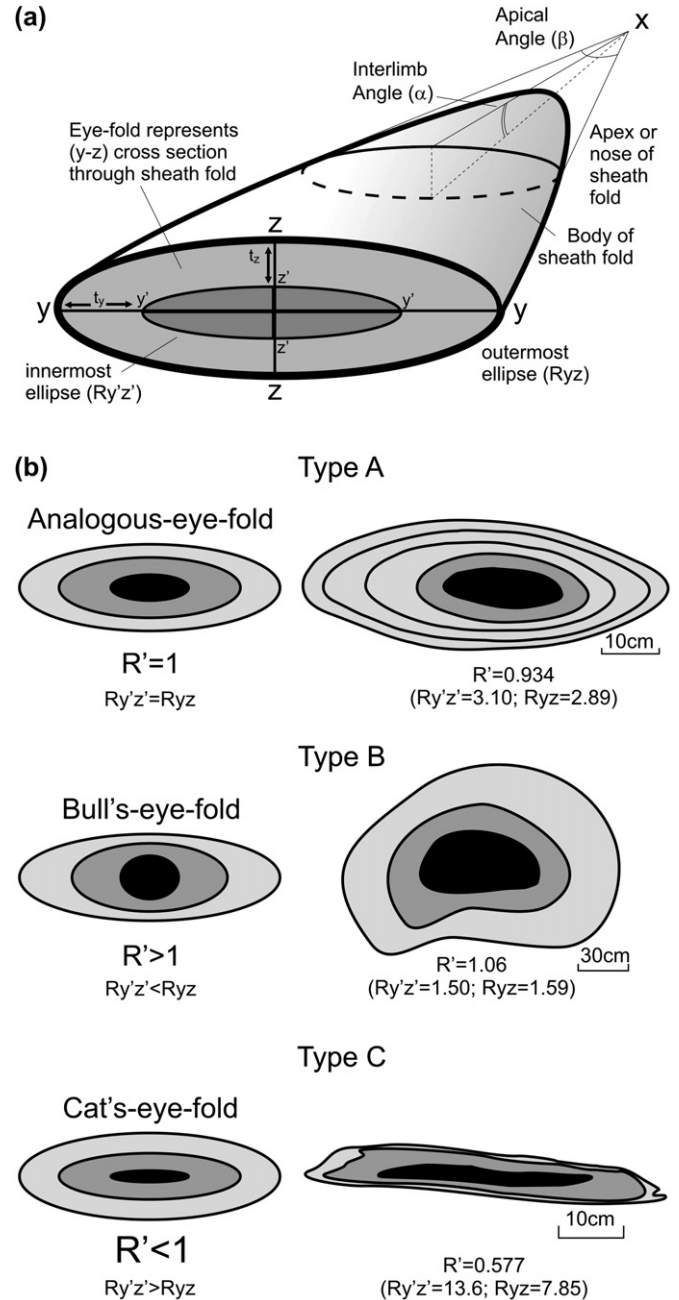 (a)
x
Apical
Angle (β)
Interlimb
Angle (α)
Eye-fold represents
(y-z) cross section
through sheath fold
Apex or
nose of
sheath
fold
Body of
sheath fold
z
tz
z'
y
ty
y'
y'
y
z'
innermost
ellipse (Ry'z')
z
outermost
ellipse (Ryz)
(b)
Type A
Analogous-eye-fold
R'=1
Ry'z'=Ryz
10cm
R'=0.934
(Ry'z'=3.10; Ryz=2.89)
Type B
Bull's-eye-fold
R'>1
Ry'z'<Ryz
30cm
R'=1.06
(Ry'z'=1.50; Ryz=1.59)
Type C
Cat's-eye-fold
R'<1
Ry'z'>Ryz
10cm
R'=0.577
(Ry'z'=13.6; Ryz=7.85)